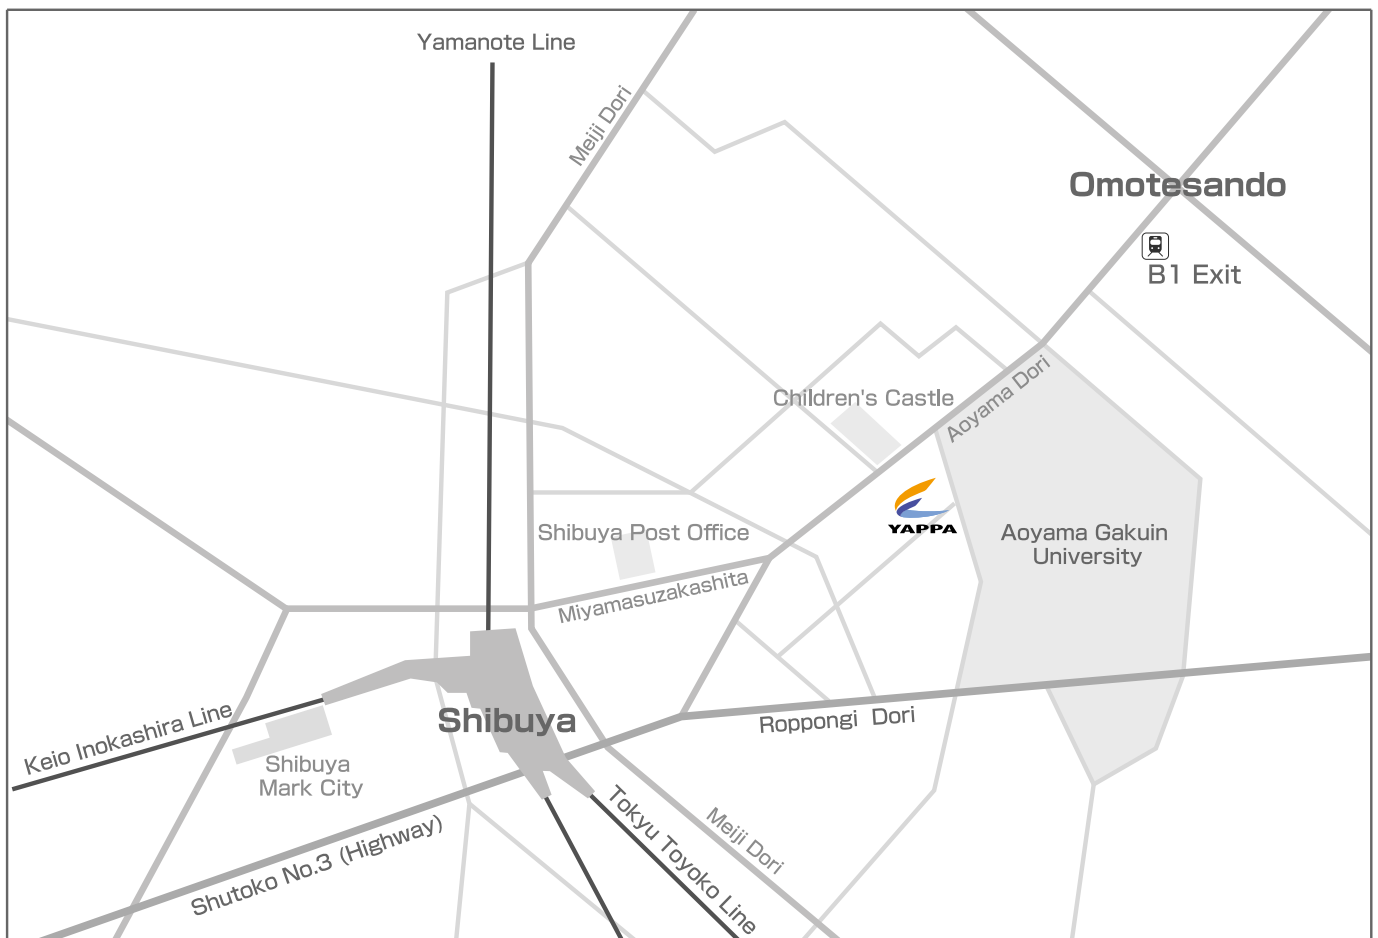 Yamanote Line
Meiji Dori
Omotesando
B1 Exit
Children's Castle
Aoyama Dori
YAPPA
Shibuya Post Office
Aoyama Gakuin
University
Miyamasuzakashita
Keio Inokashira Line
Shibuya
Roppongi Dori
Shibuya
Mark City
Tokyu Toyoko Line
Meiji Dori
Shutoko No.3 (Highway)